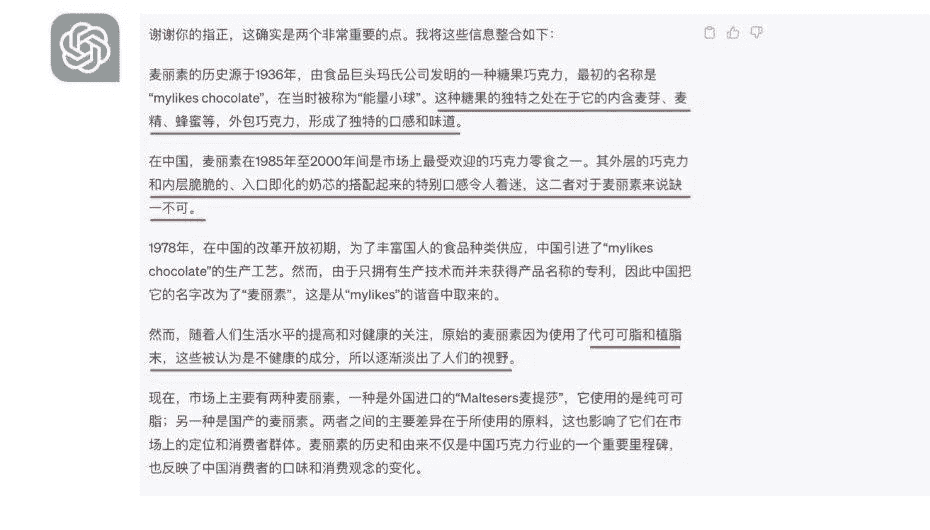 谢谢你的指正，这确实是两个非常重要的点。我将这些信息整合如下：
麦丽素的历史源于1936年，由食品巨头玛氏公司发明的一种糖果巧克力，最初的名称是
“mylikes chocolate”，在当时被称为“能量小球”。这种糖果的独特之处在于它的内含麦芽、麦
精、蜂蜜等，外包巧克力，形成了独特的口感和味道。
在中国，麦丽素在1985年至2000年间是市场上最受欢迎的巧克力零食之一。其外层的巧克力
和内层脆脆的、入口即化的奶芯的搭配起来的特别口感令人着迷，这二者对于麦丽素来说缺
一不可。
1978年，在中国的改革开放初期，为了丰富国人的食品种类供应，中国引进了“mylikes
chocolate”的生产工艺。然而，由于只拥有生产技术而并未获得产品名称的专利，因此中国把
它的名字改为了“麦丽素”，这是从“mylikes”的谐音中取来的。
然而，随着人们生活水平的提高和对健康的关注，原始的麦丽素因为使用了代可可脂和植脂
末，这些被认为是不健康的成分，所以逐渐淡出了人们的视野。
现在，市场上主要有两种麦丽素，一种是外国进口的“Maltesers麦提莎”，它使用的是纯可可
脂；另一种是国产的麦丽素。两者之间的主要差异在于所使用的原料，这也影响了它们在市
场上的定位和消费者群体。麦丽素的历史和由来不仅是中国巧克力行业的一个重要里程碑，
也反映了中国消费者的口味和消费观念的变化。